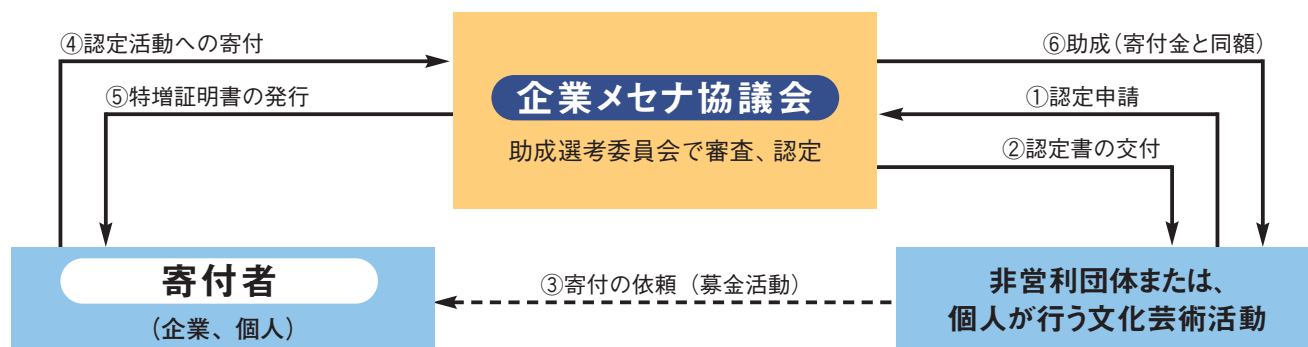 ④認定活動への寄付
⑥助成（寄付金と同額）
⑤特増証明書の発行
企業メセナ協議会
①認定申請
助成選考委員会で審査、認定
②認定書の交付
寄付者
（企業、個人）
③寄付の依頼（募金活動）
非営利団体または、
個人が行う文化芸術活動